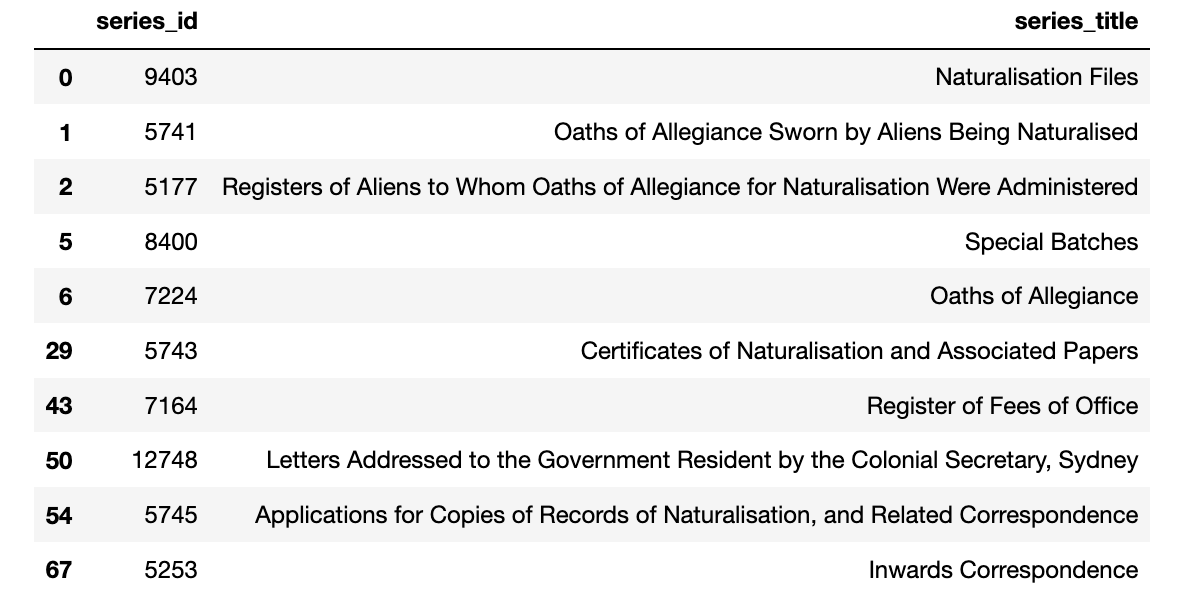 series_id series_title
0 9403 Naturalisation Files
1 5741 Oaths of Allegiance Sworn by Aliens Being Naturalised
2 5177 Registers of Aliens to Whom Oaths of Allegiance for Naturalisation Were Administered
5 8400 Special Batches
6 7224 Oaths of Allegiance
29 5743 Certificates of Naturalisation and Associated Papers
43 7164 Register of Fees of Office
50 12748 Letters Addressed to the Government Resident by the Colonial Secretary, Sydney
54 5745 Applications for Copies of Records of Naturalisation, and Related Correspondence
67 5253 Inwards Correspondence